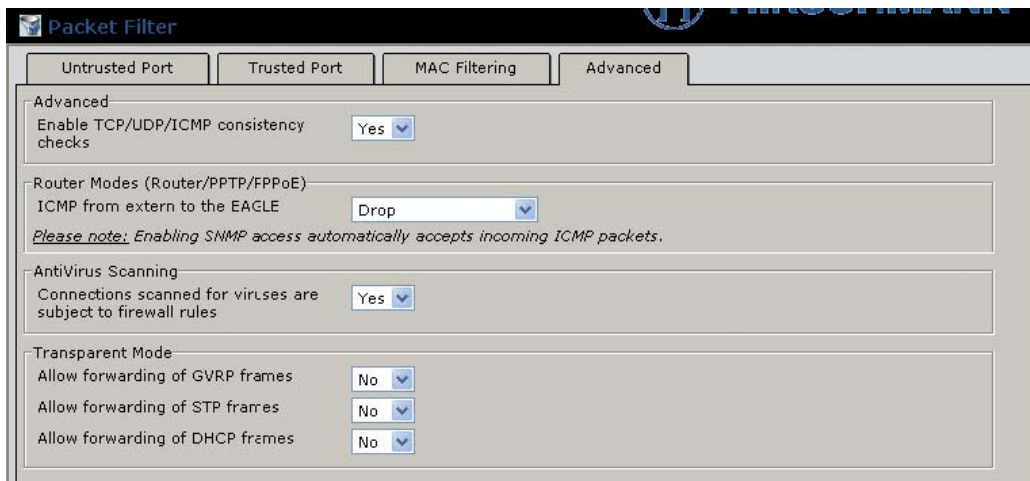 Packet Filter
Untrusted Port
Trusted Port
MAC Filtering
Advanced
Advanced
Enable TCP/UDP/ICMP consistency
checks
Yes
Router Modes (Router/PPTP/FPPoE)
ICMP from extern to the EAGLE
Drop
Please note: Enabling SNMP access automatically accepts incoming ICMP packets.
AntiVirus Scanning
Connections scanned for viruses are
subject to firewall rules
Yes
Transparent Mode
Allow forwarding of GVRP frames
No
Allow forwarding of STP frames
No
Allow forwarding of DHCP frames
No